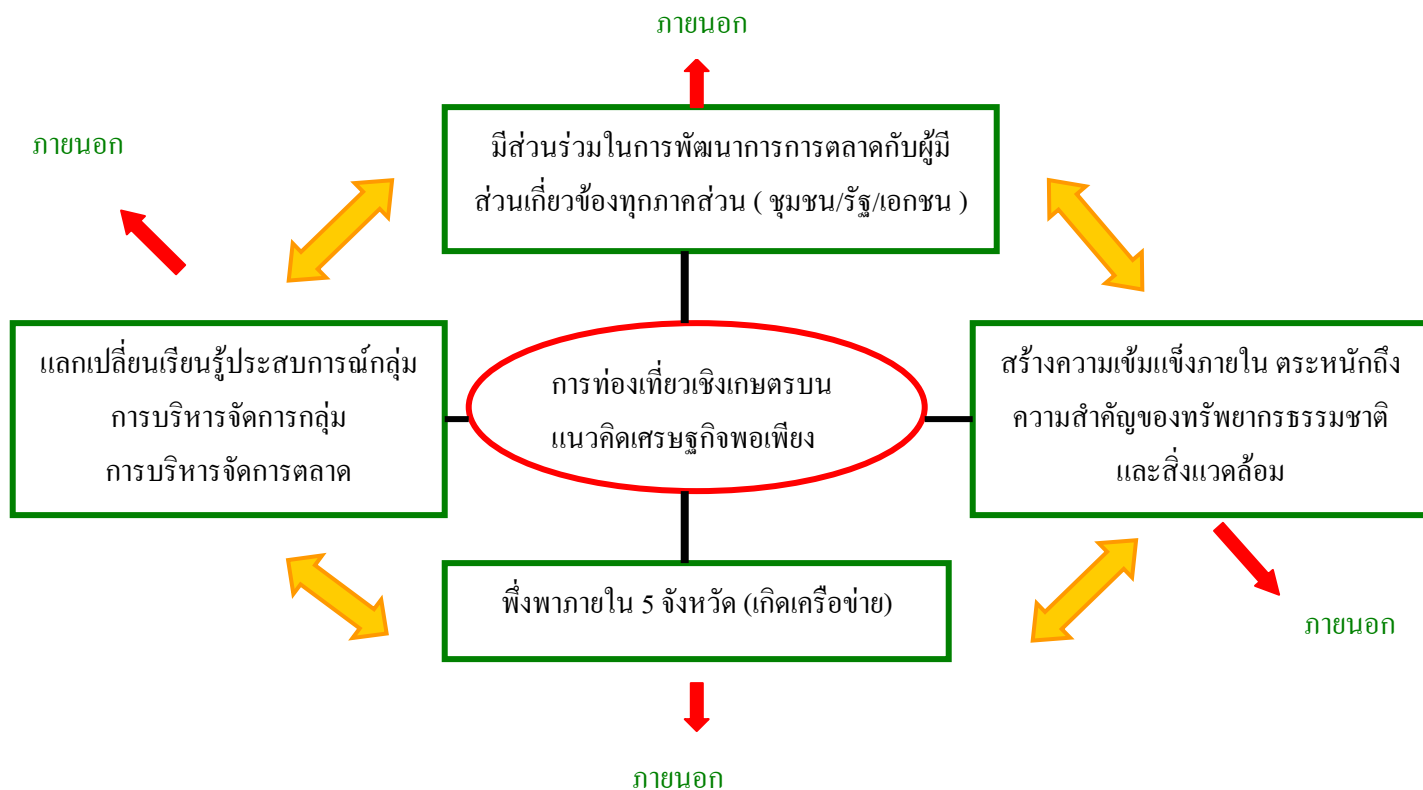 ภายนอก
ภายนอก
มีส่วนร่วมในการพัฒนาการการตลาดกับผู้มี
ส่วนเกี่ยวข้องทุกภาคส่วน ( ชุมชน/รัฐ/เอกชน )
แลกเปลี่ยนเรียนรู้ประสบการณ์กลุ่ม
การบริหารจัดการกลุ่ม
การบริหารจัดการตลาด
การท่องเที่ยวเชิงเกษตรบน
แนวคิดเศรษฐกิจพอเพียง
สร้างความเข้มแข็งภายใน ตระหนักถึง
ความสำคัญของทรัพยากรธรรมชาติ
และสิ่งแวดล้อม
พึ่งพาภายใน 5 จังหวัด (เกิดเครือข่าย)
ภายนอก
ภายนอก